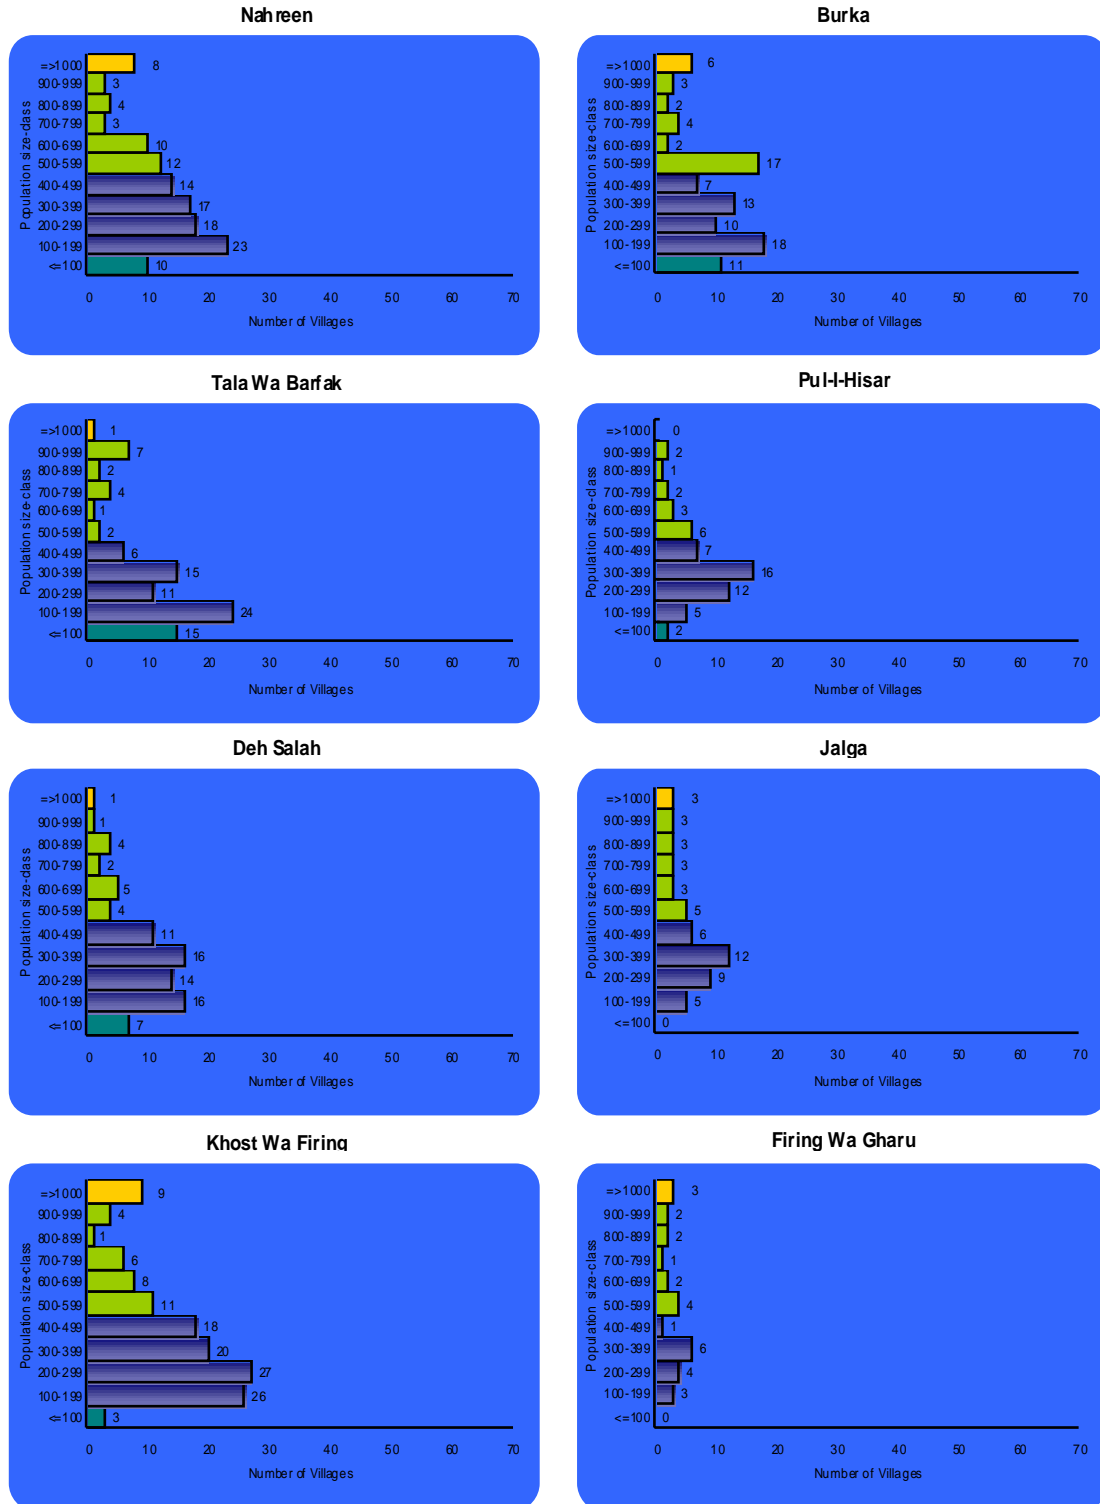 Nahreen
Population size-class
=>1000 8
900-999 3
800-899 4
700-799 3
600-699 10
500-599 12
400-499 14
300-399 17
200-299 18
100-199 23
<=100 10
0 10 20 30 40 50 60 70
Number of Villages
Burka
Population size-class
=>1000 6
900-999 3
800-899 2
700-799 4
600-699 2
500-599 17
400-499 7
300-399 13
200-299 10
100-199 18
<=100 11
0 10 20 30 40 50 60 70
Number of Villages
Tala Wa Barfak
Population size-class
=>1000 1
900-999 7
800-899 2
700-799 4
600-699 1
500-599 2
400-499 6
300-399 15
200-299 11
100-199 24
<=100 15
0 10 20 30 40 50 60 70
Number of Villages
Pul-I-Hisar
Population size-class
=>1000 0
900-999 2
800-899 1
700-799 2
600-699 3
500-599 6
400-499 7
300-399 16
200-299 12
100-199 5
<=100 2
0 10 20 30 40 50 60 70
Number of Villages
Deh Salah
Population size-class
=>1000 1
900-999 1
800-899 4
700-799 2
600-699 5
500-599 4
400-499 11
300-399 16
200-299 14
100-199 16
<=100 7
0 10 20 30 40 50 60 70
Number of Villages
Jalga
Population size-class
=>1000 3
900-999 3
800-899 3
700-799 3
600-699 3
500-599 5
400-499 6
300-399 12
200-299 9
100-199 5
<=100 0
0 10 20 30 40 50 60 70
Number of Villages
Khost Wa Firing
Population size-class
=>1000 9
900-999 4
800-899 1
700-799 6
600-699 8
500-599 11
400-499 18
300-399 20
200-299 27
100-199 26
<=100 3
0 10 20 30 40 50 60 70
Number of Villages
Firing Wa Gharu
Population size-class
=>1000 3
900-999 2
800-899 2
700-799 1
600-699 2
500-599 4
400-499 1
300-399 6
200-299 4
100-199 3
<=100 0
0 10 20 30 40 50 60 70
Number of Villages